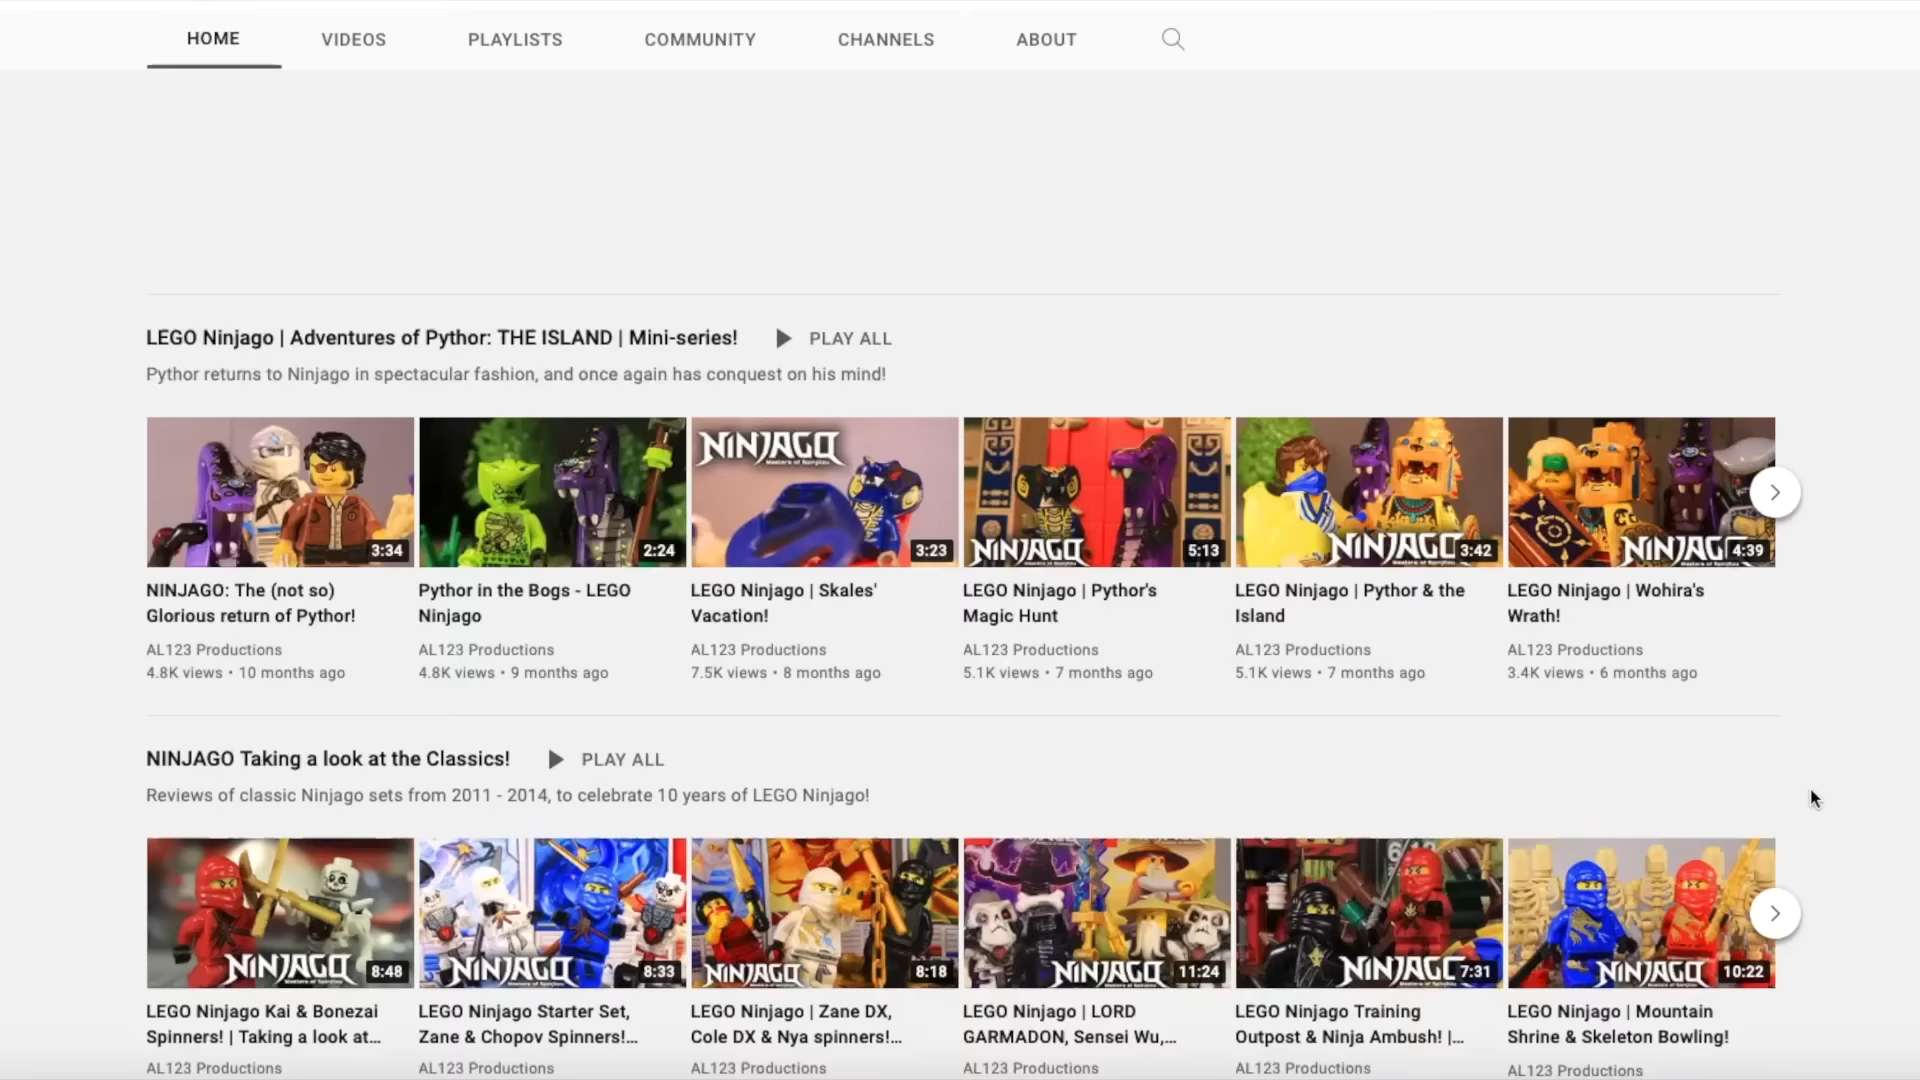 HOME VIDEOS PLAYLISTS COMMUNITY CHANNELS ABOUT
LEGO Ninjago | Adventures of Pythor: THE ISLAND | Mini-series! PLAY ALL
Pythor returns to Ninjago in spectacular fashion, and once again has conquest on his mind!
NINJAGO
Masters of Spinjitzu
NINJAGO NINJAGO NINJAGO
3:34 2:24 3:23 5:13 3:42 4:39
NINJAGO: The (not so)
Glorious return of Pythor!
AL123 Productions
4.8K views • 10 months ago
Pythor in the Bogs - LEGO
Ninjago
AL123 Productions
4.8K views • 9 months ago
LEGO Ninjago | Skales'
Vacation!
AL123 Productions
7.5K views • 8 months ago
LEGO Ninjago | Pythor's
Magic Hunt
AL123 Productions
5.1K views • 7 months ago
LEGO Ninjago | Pythor & the
Island
AL123 Productions
5.1K views • 7 months ago
LEGO Ninjago | Wohira's
Wrath!
AL123 Productions
3.4K views • 6 months ago
NINJAGO Taking a look at the Classics! PLAY ALL
Reviews of classic Ninjago sets from 2011 - 2014, to celebrate 10 years of LEGO Ninjago!
NINJAGO NINJAGO NINJAGO NINJAGO NINJAGO NINJAGO
8:48 8:33 8:18 11:24 7:31 10:22
LEGO Ninjago Kai & Bonezai
Spinners! | Taking a look at...
AL123 Productions
LEGO Ninjago Starter Set,
Zane & Chopov Spinners!...
AL123 Productions
LEGO Ninjago | Zane DX,
Cole DX & Nya spinners!...
AL123 Productions
LEGO Ninjago | LORD
GARMADON, Sensei Wu,...
AL123 Productions
LEGO Ninjago Training
Outpost & Ninja Ambush! |...
AL123 Productions
LEGO Ninjago | Mountain
Shrine & Skeleton Bowling!
AL123 Productions